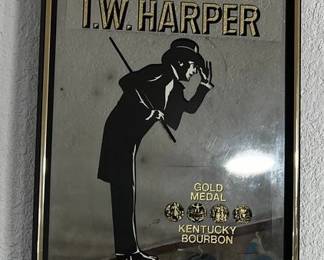 I.W. HARPER
GOLD
MEDAL
KENTUCKY
BOURBON